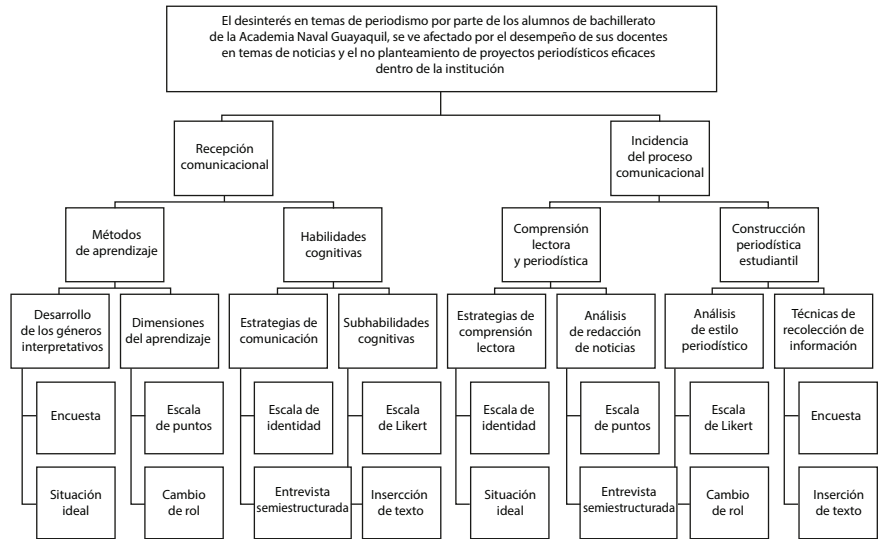 El desinterés en temas de periodismo por parte de los alumnos de bachillerato
de la Academia Naval Guayaquil, se ve afectado por el desempeño de sus docentes
en temas de noticias y el no planteamiento de proyectos periodísticos eficaces
dentro de la institución
Recepción
comunicacional
Incidencia
del proceso
comunicacional
Métodos
de aprendizaje
Habilidades
cognitivas
Comprensión
lectora
y periodística
Construcción
periodística
estudiantil
Desarrollo
de los géneros
interpretativos
Dimensiones
del aprendizaje
Estrategias de
comunicación
Subhabilidades
cognitivas
Estrategias de
comprensión
lectora
Análisis
de redacción
de noticias
Análisis
de estilo
periodístico
Técnicas de
recolección de
información
Encuesta
Escala
de puntos
Escala de
identidad
Escala
de Likert
Escala de
identidad
Escala
de puntos
Escala
de Likert
Encuesta
Situación
ideal
Cambio
de rol
Entrevista
semiestructurada
Insercción
de texto
Situación
ideal
Entrevista
semiestructurada
Cambio
de rol
Inserción
de texto